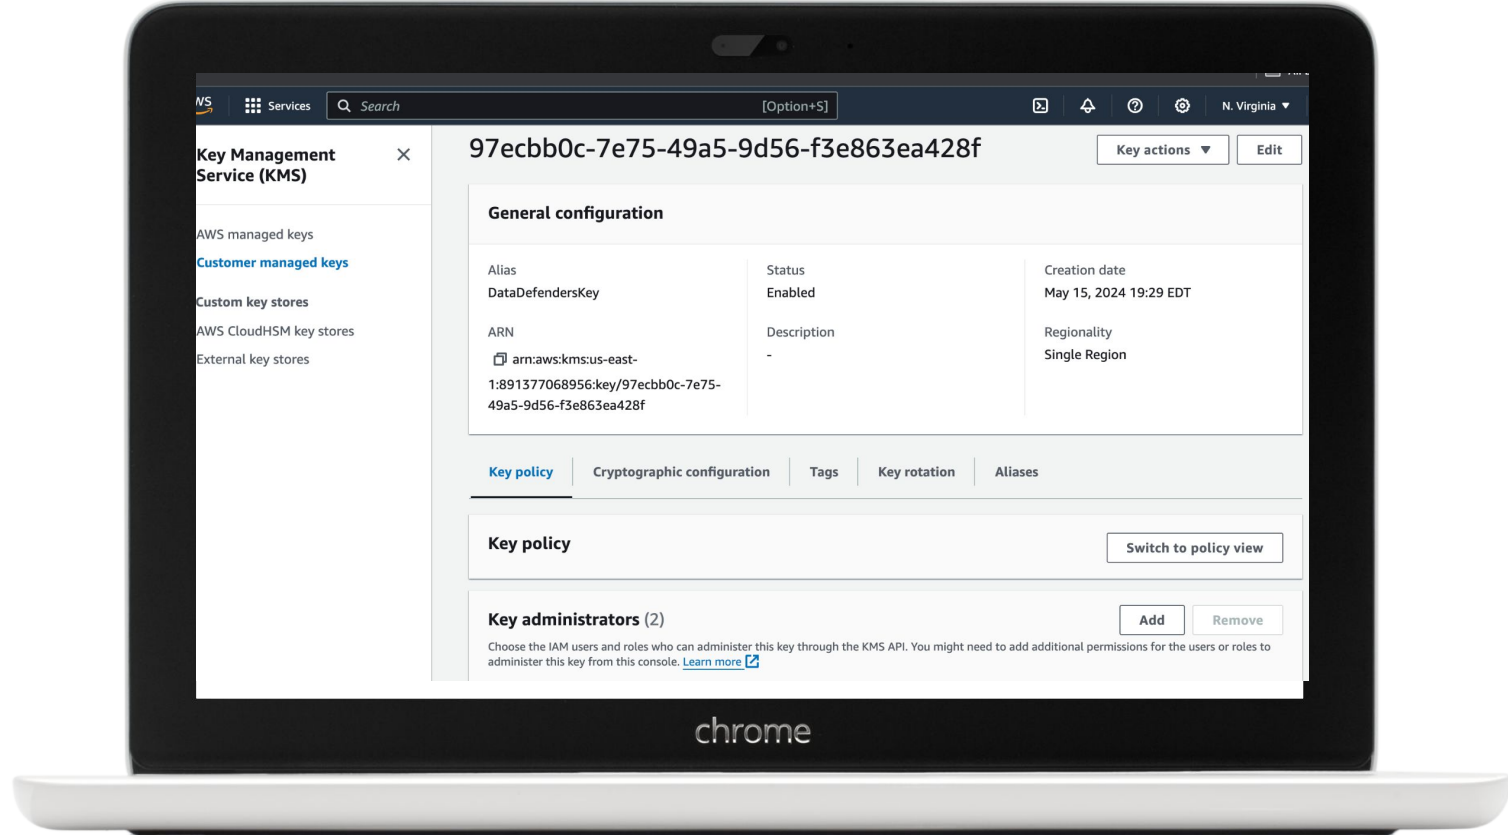 Services
Search
[Option+S]
N. Virginia
Key Management
Service (KMS)
AWS managed keys
Customer managed keys
Custom key stores
AWS CloudHSM key stores
External key stores
97ecbb0c-7e75-49a5-9d56-f3e863ea428f
Key actions
Edit
General configuration
Alias
DataDefendersKey
Status
Enabled
Creation date
May 15, 2024 19:29 EDT
ARN
arn:aws:kms:us-east-
1:891377068956:key/97ecbb0c-7e75-
49a5-9d56-f3e863ea428f
Description
-
Regionality
Single Region
Key policy
Cryptographic configuration
Tags
Key rotation
Aliases
Key policy
Switch to policy view
Key administrators (2)
Add
Remove
Choose the IAM users and roles who can administer this key through the KMS API. You might need to add additional permissions for the users or roles to
administer this key from this console. Learn more
chrome